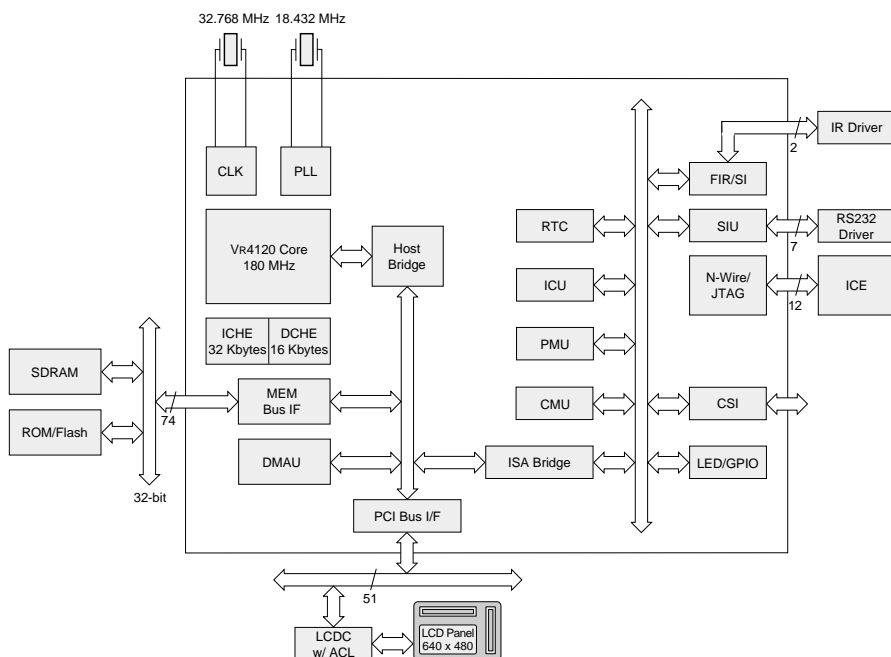 32.768 MHz
18.432 MHz
CLK
PLL
IR Driver
2
FIR/SI
VR4120 Core
180 MHz
Host
Bridge
RTC
SIU
7
RS232
Driver
ICU
N-Wire/
JTAG
12
ICE
ICHE
32 Kbytes
DCHE
16 Kbytes
PMU
SDRAM
MEM
Bus IF
74
CMU
CSI
ROM/Flash
DMAU
ISA Bridge
LED/GPIO
32-bit
PCI Bus I/F
51
LCDC
w/ ACL
LCD Panel
640 x 480